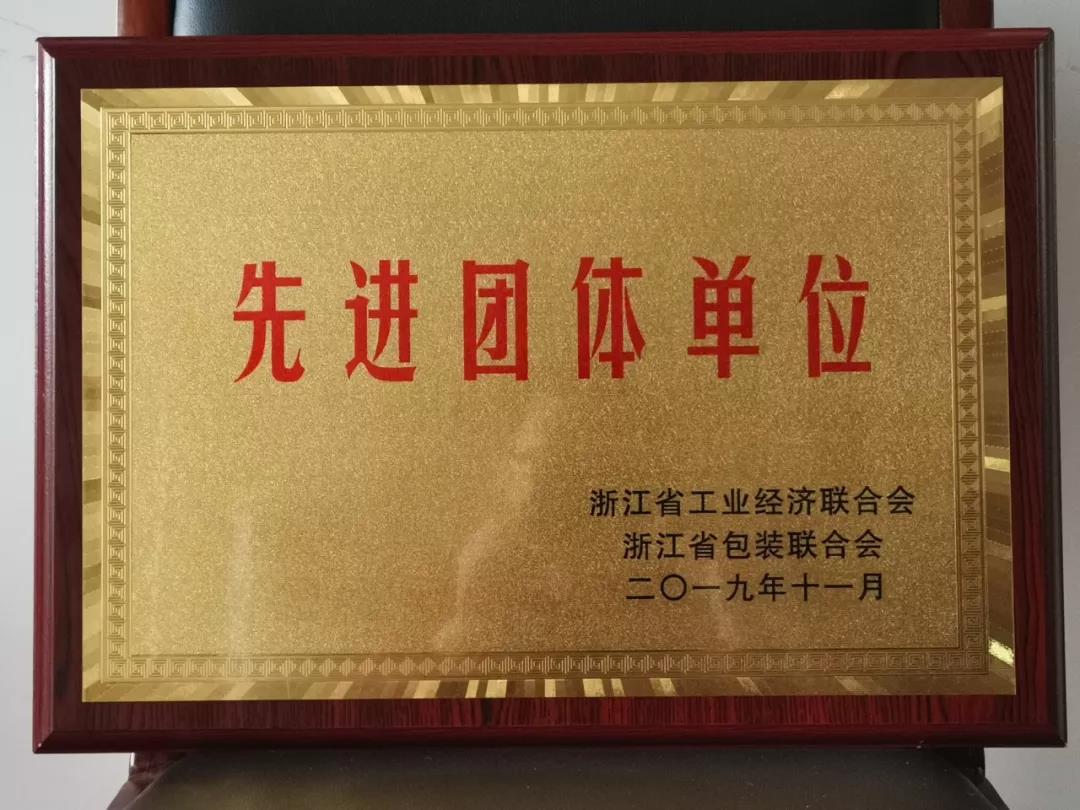 先进团体单位
浙江省工业经济联合会
浙江省包装联合会
二〇一九年十一月